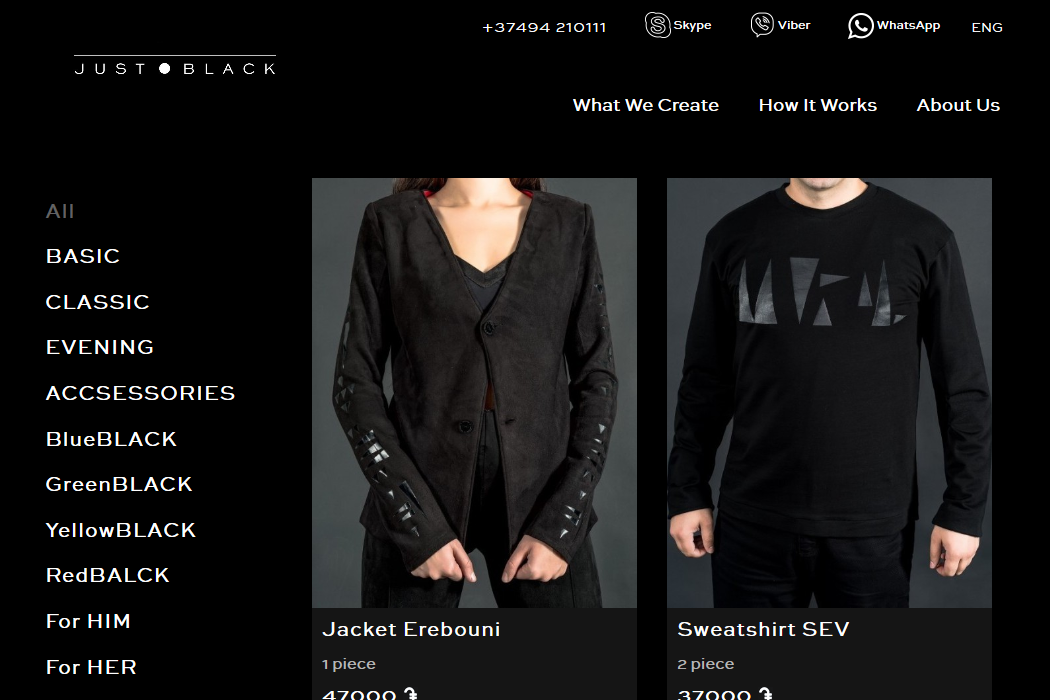 +37494 210111
Skype
Viber
WhatsApp
ENG
JUST BLACK
What We Create
How It Works
About Us
All
BASIC
CLASSIC
EVENING
ACCSESSORIES
BlueBLACK
GreenBLACK
YellowBLACK
RedBALCK
For HIM
For HER
Jacket Erebouni
1 piece
47000 ֏
Sweatshirt SEV
2 piece
37000 ֏